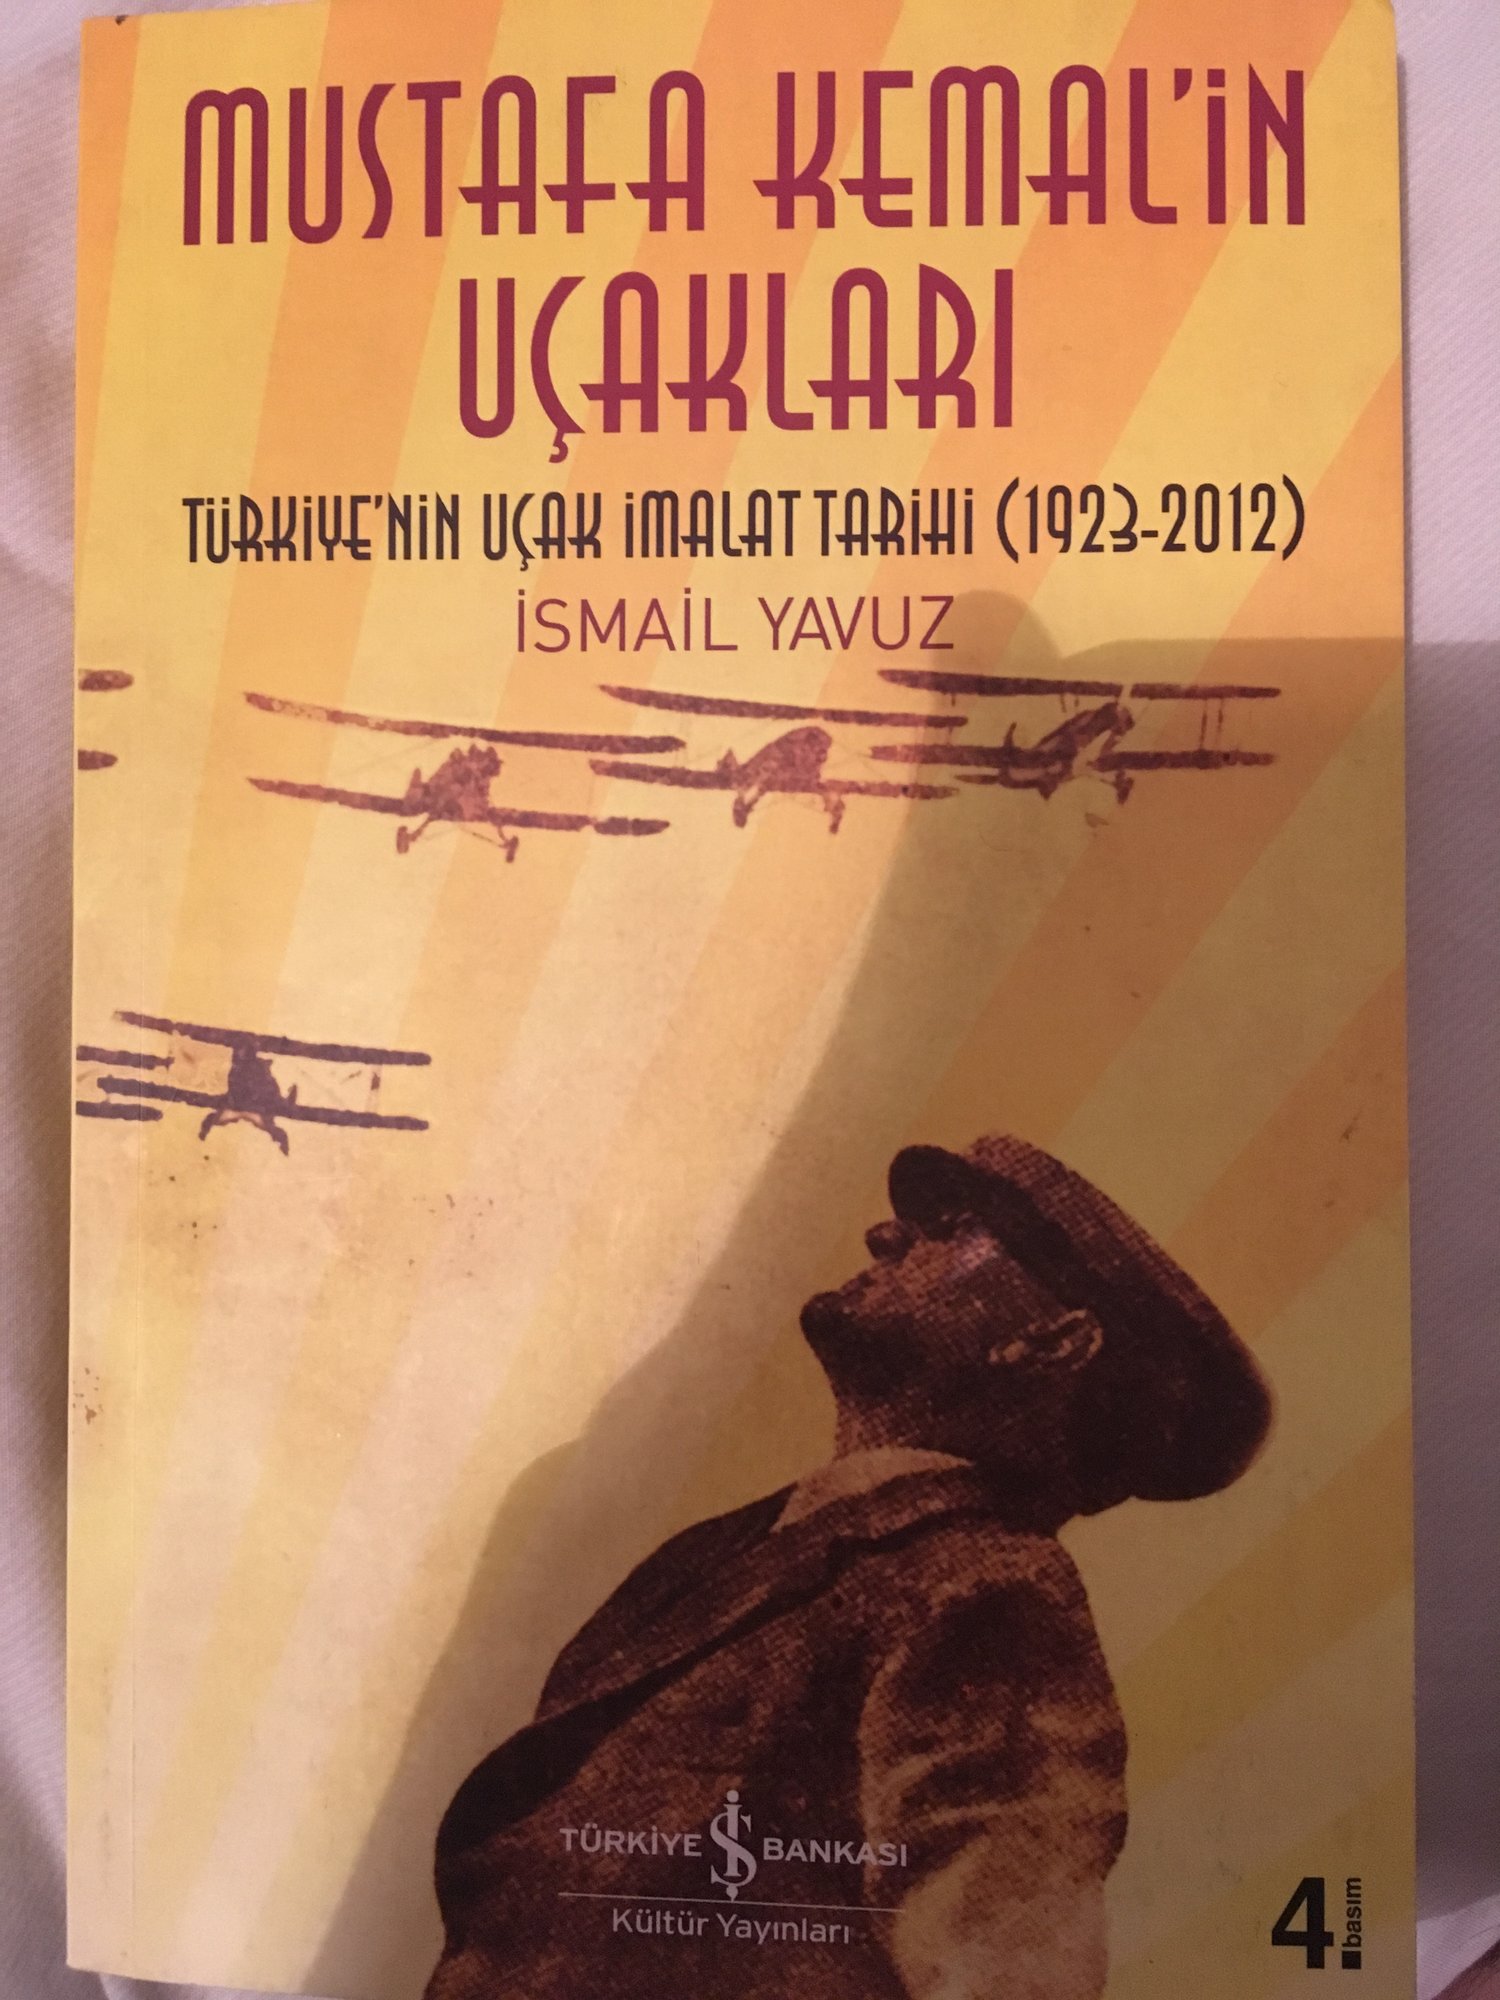 MUSTAFA KEMAL'İN
UÇAKLARI
TÜRKİYE'NİN UÇAK İMALAT TARİHİ (1923-2012)
İSMAİL YAVUZ
TÜRKİYE İŞ BANKASI
Kültür Yayınları
4. basım